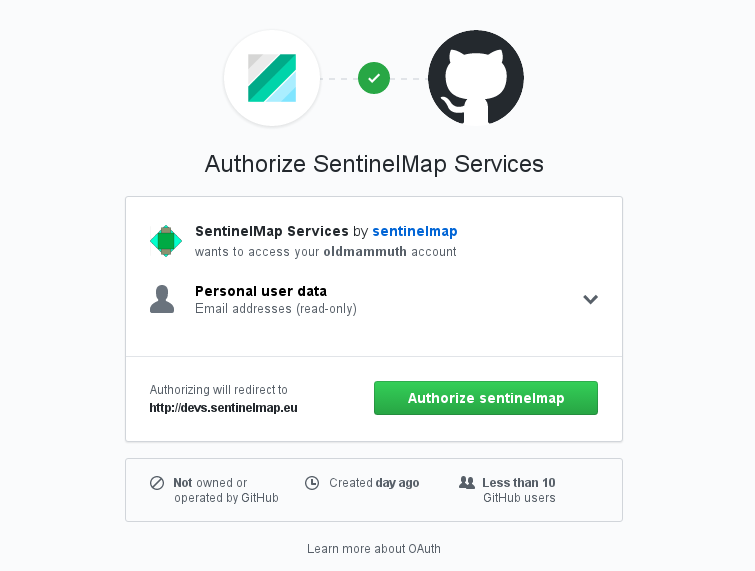 Authorize SentinelMap Services
SentinelMap Services by sentinelmap
wants to access your oldmammuth account
Personal user data
Email addresses (read-only)
Authorizing will redirect to
http://devs.sentinelmap.eu
Authorize sentinelmap
Not owned or
operated by GitHub
Created day ago
Less than 10
GitHub users
Learn more about OAuth